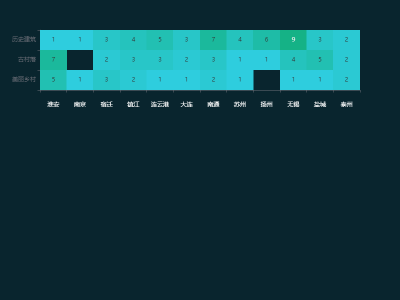 历史建筑 1 1 3 4 5 3 7 4 6 9 3 2
古村落 7 2 3 3 2 3 1 1 4 5 2
美丽乡村 5 1 3 2 1 1 2 1 1 1 2
淮安 南京 宿迁 镇江 连云港 大连 南通 苏州 扬州 无锡 盐城 泰州